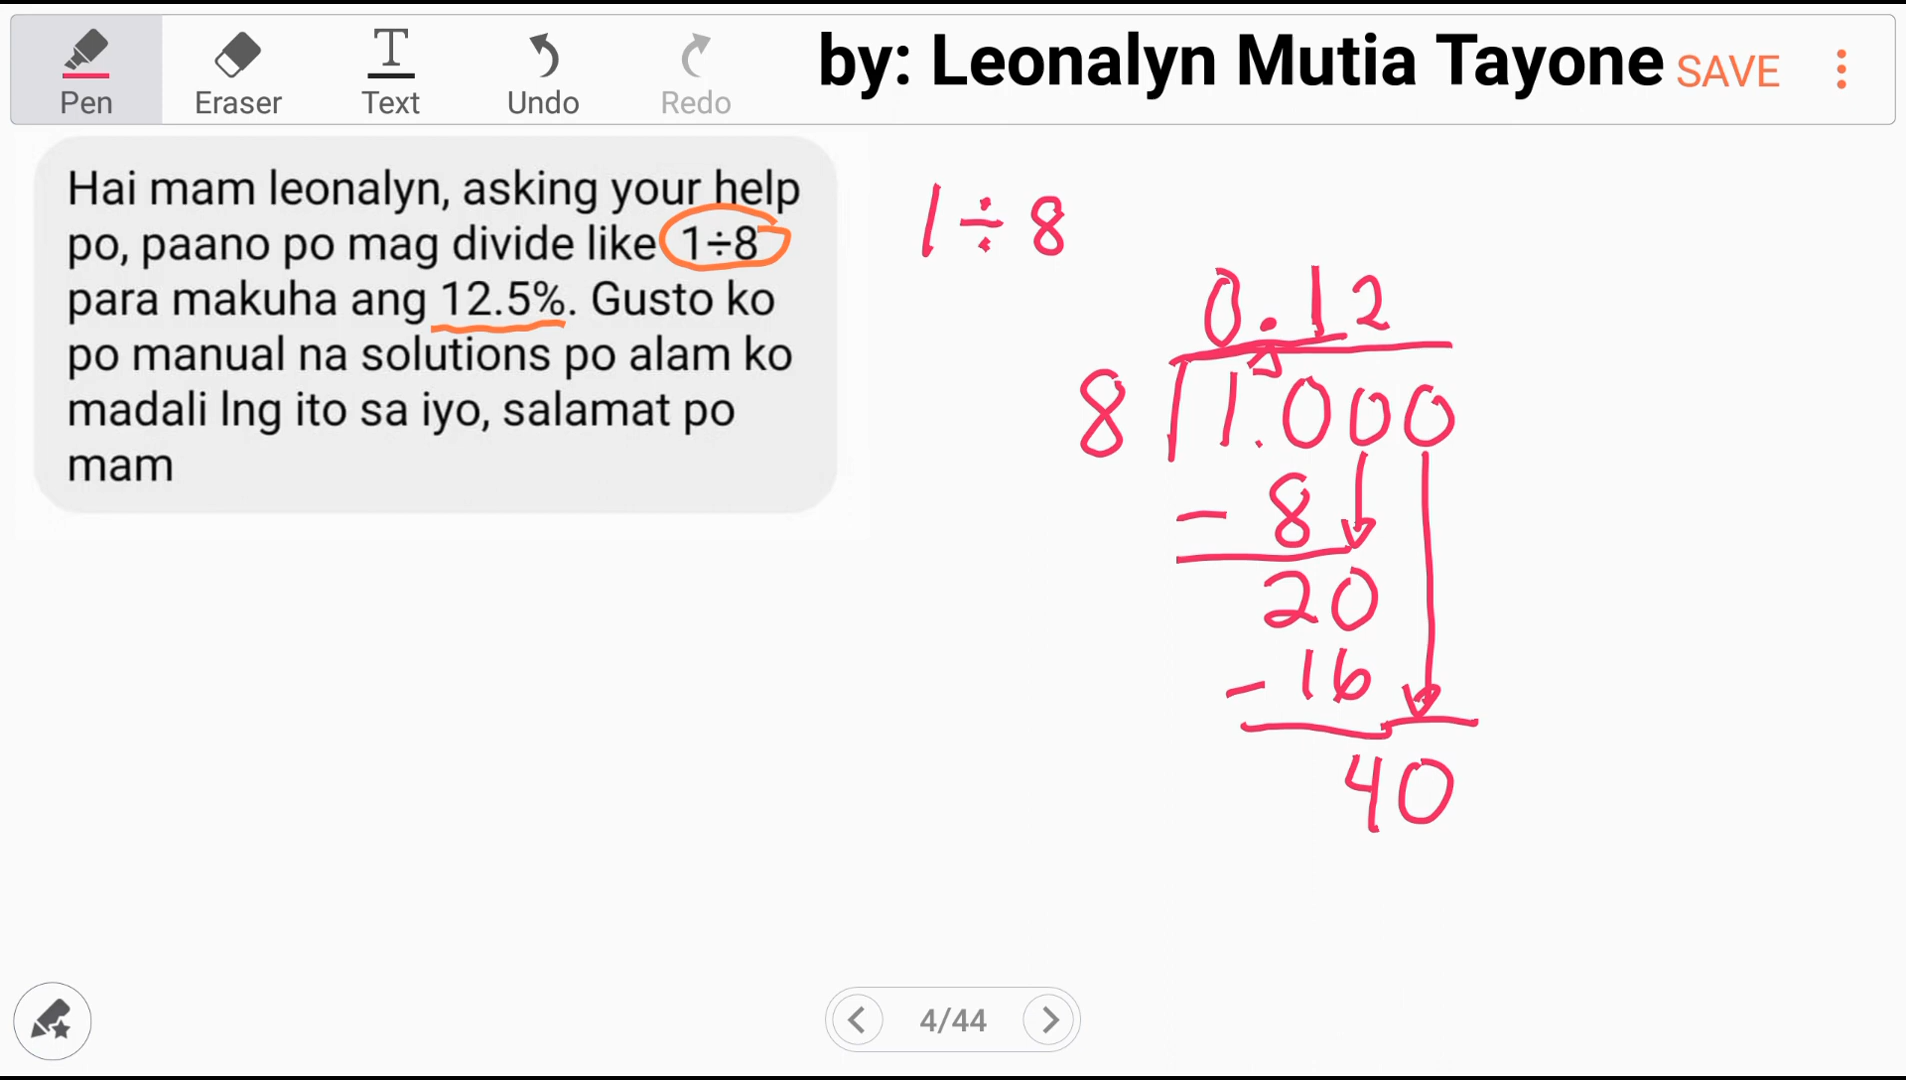 Pen
Eraser
Text
Undo
Redo
by: Leonalyn Mutia Tayone
SAVE
Hai mam leonalyn, asking your help
po, paano po mag divide like 1÷8
para makuha ang 12.5%. Gusto ko
po manual na solutions po alam ko
madali lng ito sa iyo, salamat po
mam
1 ÷ 8
0.12
8 1.000
- 8
20
- 16
40
4/44